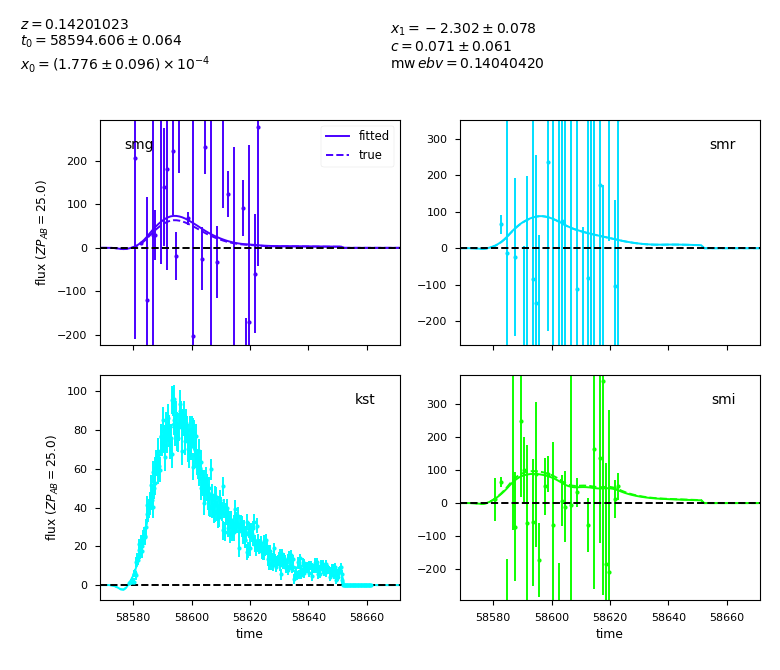 z = 0.14201023
t0 = 58594.606 ± 0.064
x0 = (1.776 ± 0.096) × 10^−4
x1 = −2.302 ± 0.078
c = 0.071 ± 0.061
mw ebv = 0.14040420
smg
fitted
true
200
100
0
−100
−200
flux (ZP_AB = 25.0)
smr
300
200
100
0
−100
−200
kst
100
80
60
40
20
0
flux (ZP_AB = 25.0)
58580 58600 58620 58640 58660
time
smi
300
200
100
0
−100
−200
58580 58600 58620 58640 58660
time